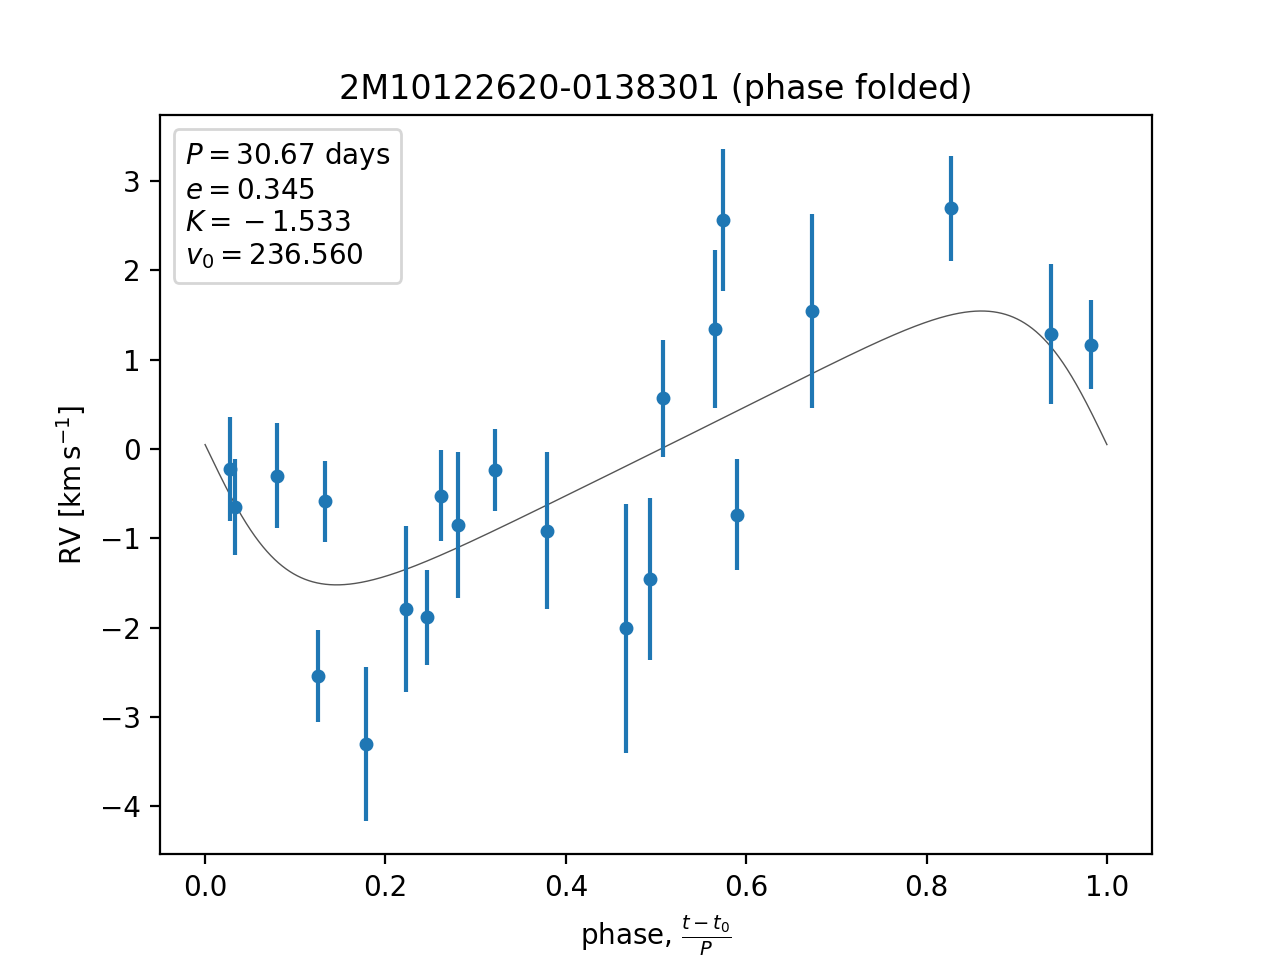 2M10122620-0138301 (phase folded)
P = 30.67 days
e = 0.345
K = −1.533
v₀ = 236.560
3
2
1
0
−1
−2
−3
−4
RV [km s⁻¹]
0.0 0.2 0.4 0.6 0.8 1.0
phase, (t − t₀)/P